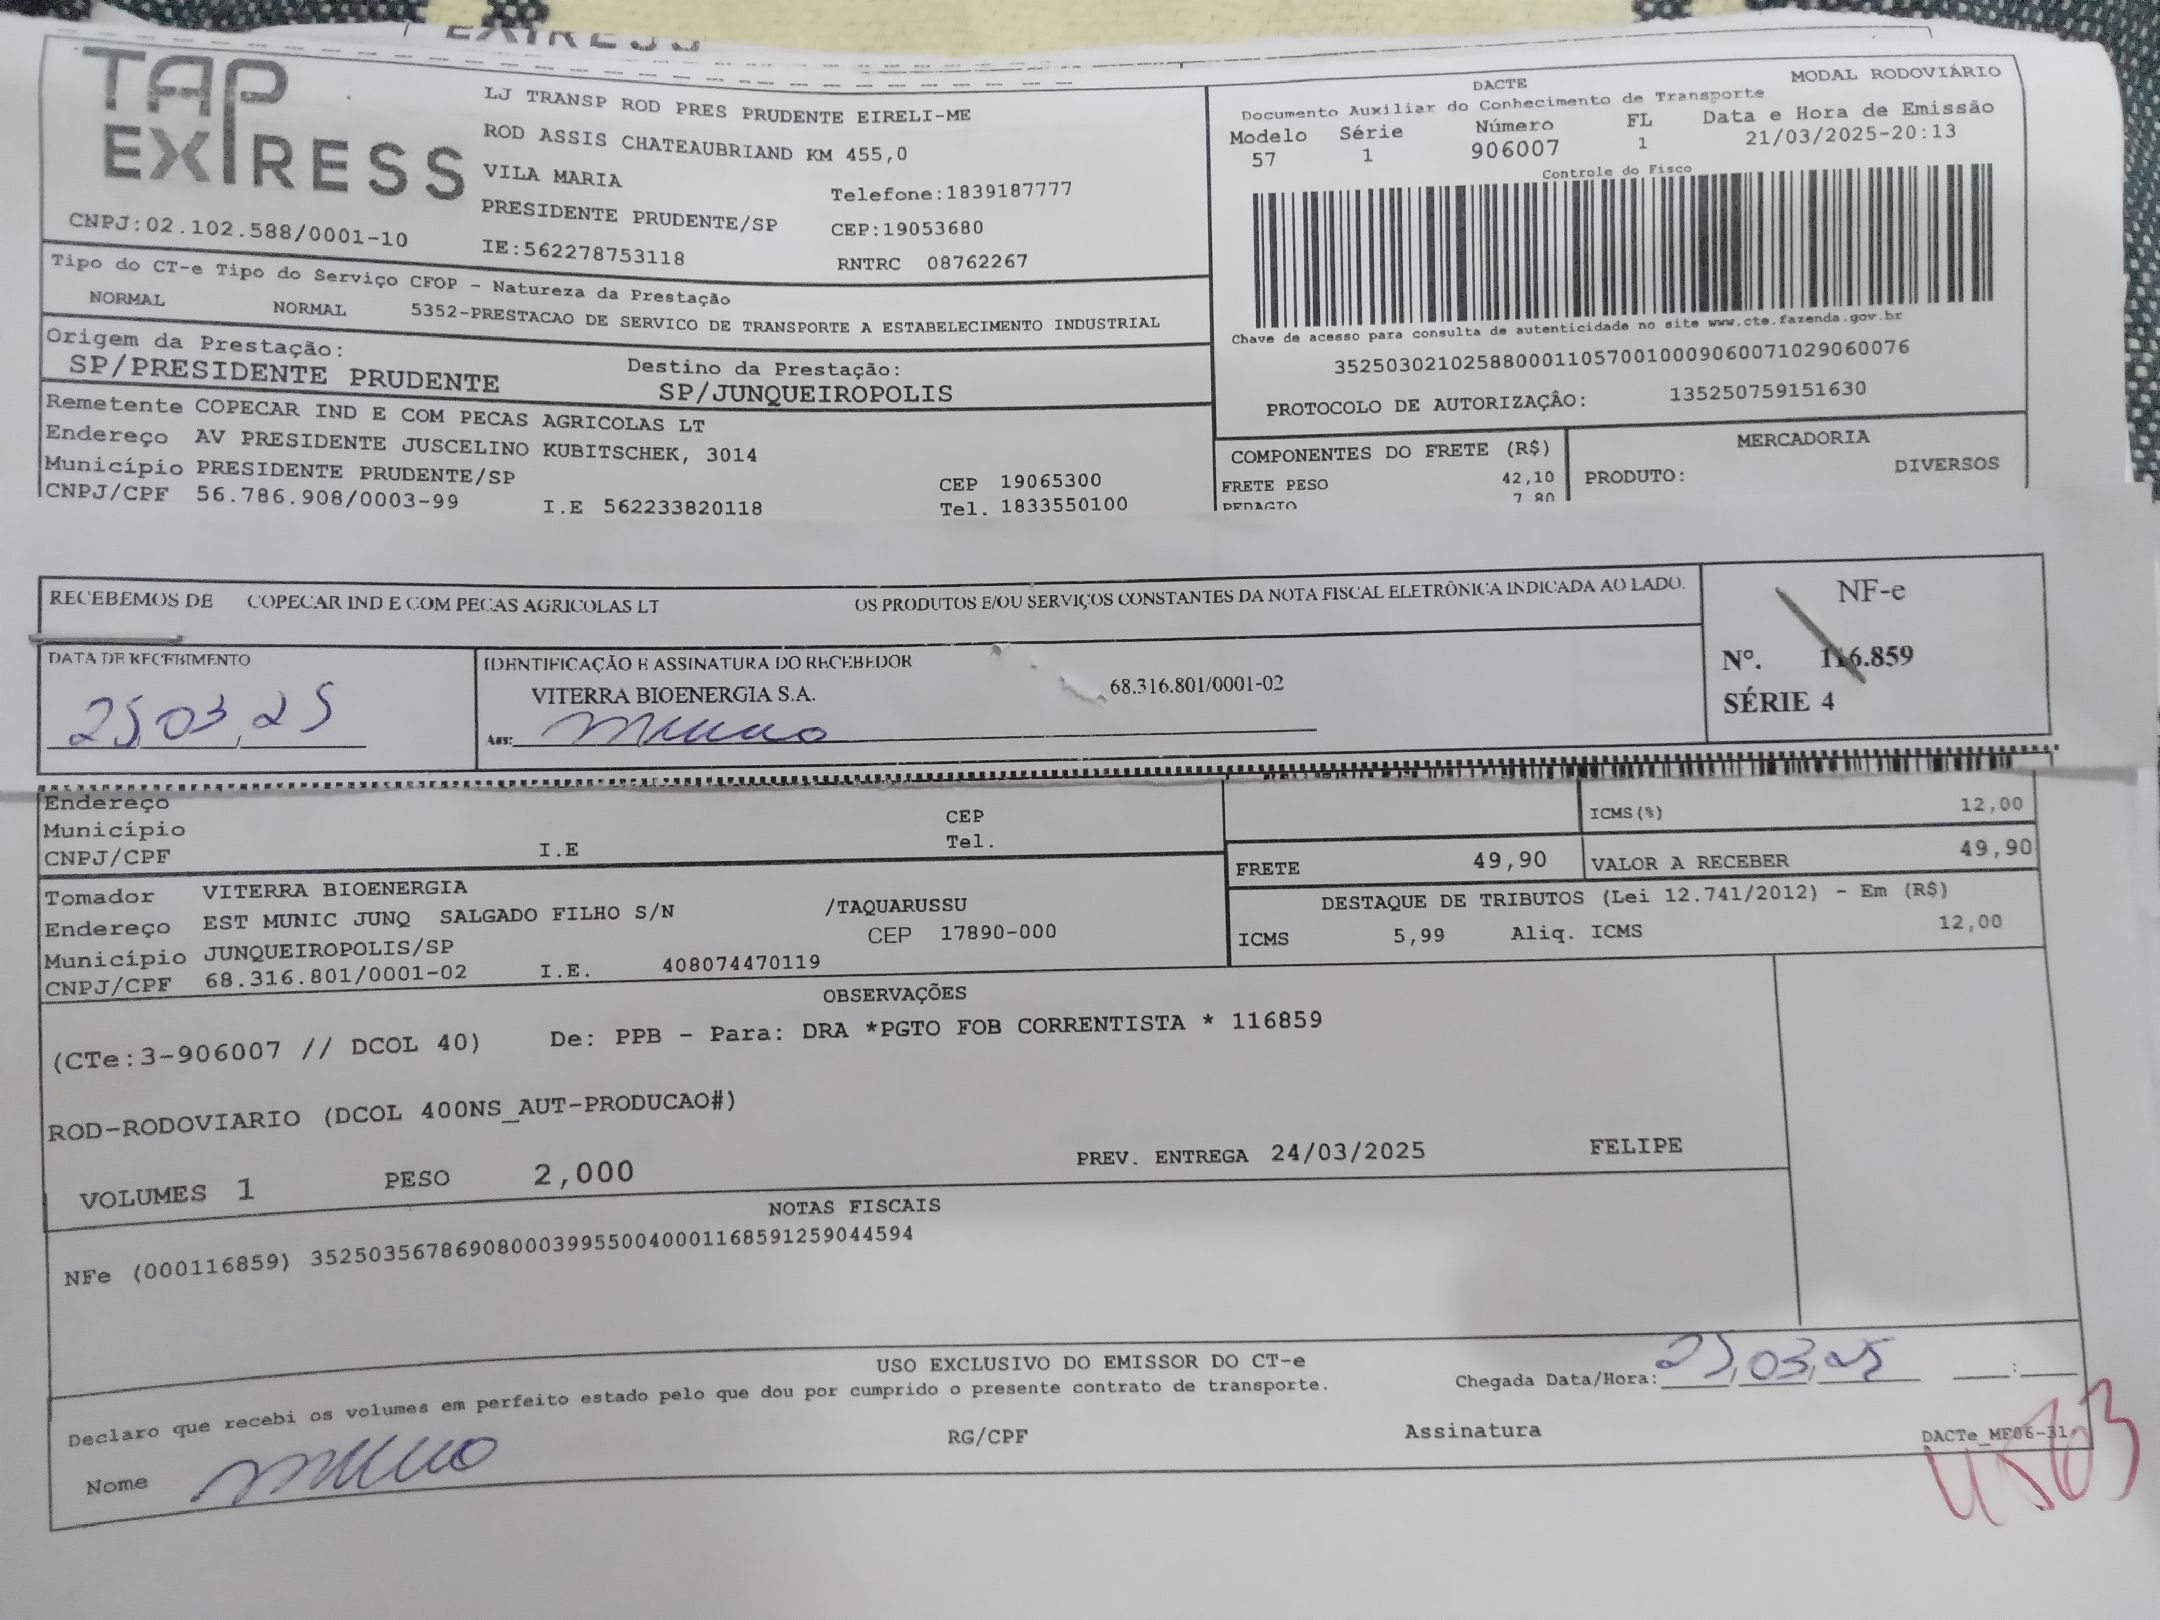 EXPRESS
TAP
EXPRESS
CNPJ:02.102.588/0001-10
LJ TRANSP ROD PRES PRUDENTE EIRELI-ME
ROD ASSIS CHATEAUBRIAND KM 455,0
VILA MARIA
Telefone:1839187777
PRESIDENTE PRUDENTE/SP CEP:19053680
IE:562278753118 RNTRC 08762267
DACTE MODAL RODOVIÁRIO
Documento Auxiliar do Conhecimento de Transporte
Modelo Série Número FL Data e Hora de Emissão
57 1 906007 1 21/03/2025-20:13
Controle do Fisco
Chave de acesso para consulta de autenticidade no site www.cte.fazenda.gov.br
35250302102588000110570010009060071029060076
PROTOCOLO DE AUTORIZAÇÂO: 135250759151630
Tipo do CT-e Tipo do Serviço CFOP - Natureza da Prestação
NORMAL NORMAL 5352-PRESTACAO DE SERVICO DE TRANSPORTE A ESTABELECIMENTO INDUSTRIAL
Origem da Prestação: Destino da Prestação:
SP/PRESIDENTE PRUDENTE SP/JUNQUEIROPOLIS
Remetente COPECAR IND E COM PECAS AGRICOLAS LT
Endereço AV PRESIDENTE JUSCELINO KUBITSCHEK, 3014
Município PRESIDENTE PRUDENTE/SP CEP 19065300
CNPJ/CPF 56.786.908/0003-99 I.E 562233820118 Tel. 1833550100
COMPONENTES DO FRETE (R$) MERCADORIA
FRETE PESO 42,10 PRODUTO: DIVERSOS
PEDAGIO 7,80
RECEBEMOS DE COPECAR IND E COM PECAS AGRICOLAS LT OS PRODUTOS E/OU SERVIÇOS CONSTANTES DA NOTA FISCAL ELETRÔNICA INDICADA AO LADO.
NF-e
Nº. 116.859
SÉRIE 4
DATA DE RECEBIMENTO
25,03,25
IDENTIFICAÇÃO E ASSINATURA DO RECEBEDOR
VITERRA BIOENERGIA S.A. 68.316.801/0001-02
Ass:
Endereço
Município CEP
CNPJ/CPF I.E Tel.
ICMS(%) 12,00
FRETE 49,90 VALOR A RECEBER 49,90
Tomador VITERRA BIOENERGIA
Endereço EST MUNIC JUNQ SALGADO FILHO S/N /TAQUARUSSU
Município JUNQUEIROPOLIS/SP CEP 17890-000
CNPJ/CPF 68.316.801/0001-02 I.E. 408074470119
DESTAQUE DE TRIBUTOS (Lei 12.741/2012) - Em (R$)
ICMS 5,99 Aliq. ICMS 12,00
OBSERVAÇÕES
(CTe:3-906007 // DCOL 40) De: PPB - Para: DRA *PGTO FOB CORRENTISTA * 116859
ROD-RODOVIARIO (DCOL 400NS_AUT-PRODUCAO#)
VOLUMES 1 PESO 2,000 PREV. ENTREGA 24/03/2025 FELIPE
NOTAS FISCAIS
NFe (000116859) 35250356786908000399550040001168591259044594
USO EXCLUSIVO DO EMISSOR DO CT-e
Declaro que recebi os volumes em perfeito estado pelo que dou por cumprido o presente contrato de transporte.
Chegada Data/Hora: 25,03,25 :
Nome RG/CPF Assinatura DACTe_ME06-31